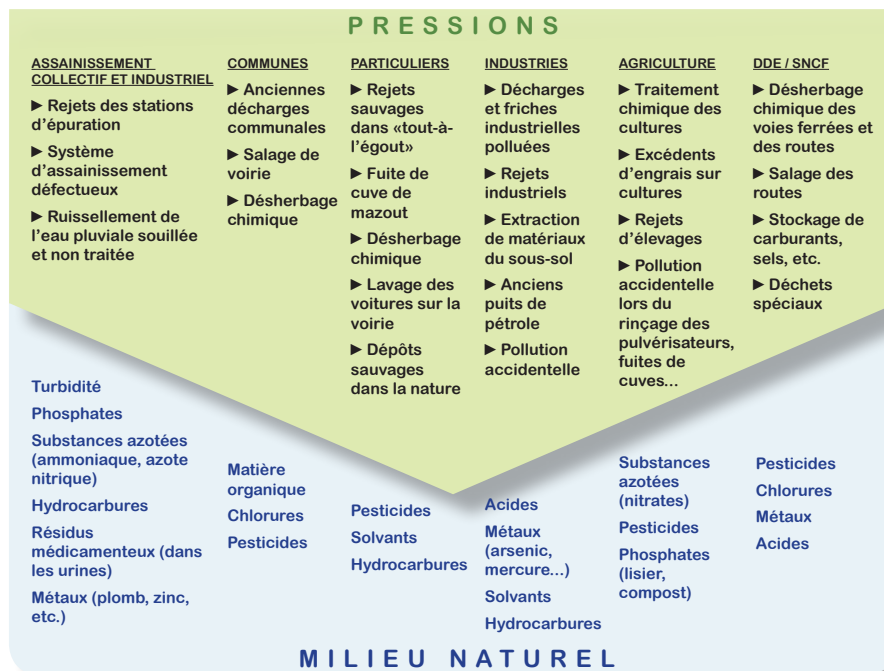 PRESSIONS
ASSAINISSEMENT
COLLECTIF ET INDUSTRIEL
► Rejets des stations
d'épuration
► Système
d'assainissement
défectueux
► Ruissellement de
l'eau pluviale souillée
et non traitée
COMMUNES
► Anciennes
décharges
communales
► Salage de
voirie
► Désherbage
chimique
PARTICULIERS
► Rejets
sauvages
dans «tout-à-
l'égout»
► Fuite de
cuve de
mazout
► Désherbage
chimique
► Lavage des
voitures sur la
voirie
► Dépôts
sauvages
dans la nature
INDUSTRIES
► Décharges
et friches
industrielles
polluées
► Rejets
industriels
► Extraction
de matériaux
du sous-sol
► Anciens
puits de
pétrole
► Pollution
accidentelle
AGRICULTURE
► Traitement
chimique des
cultures
► Excédents
d'engrais sur
cultures
► Rejets
d'élevages
► Pollution
accidentelle
lors du
rinçage des
pulvérisateurs,
fuites de
cuves...
DDE / SNCF
► Désherbage
chimique des
voies ferrées et
des routes
► Salage des
routes
► Stockage de
carburants,
sels, etc.
► Déchets
spéciaux
Turbidité
Phosphates
Substances azotées
(ammoniaque, azote
nitrique)
Hydrocarbures
Résidus
médicamenteux (dans
les urines)
Métaux (plomb, zinc,
etc.)
Matière
organique
Chlorures
Pesticides
Pesticides
Solvants
Hydrocarbures
Acides
Métaux
(arsenic,
mercure...)
Solvants
Hydrocarbures
Substances
azotées
(nitrates)
Pesticides
Phosphates
(lisier,
compost)
Pesticides
Chlorures
Métaux
Acides
MILIEU NATUREL